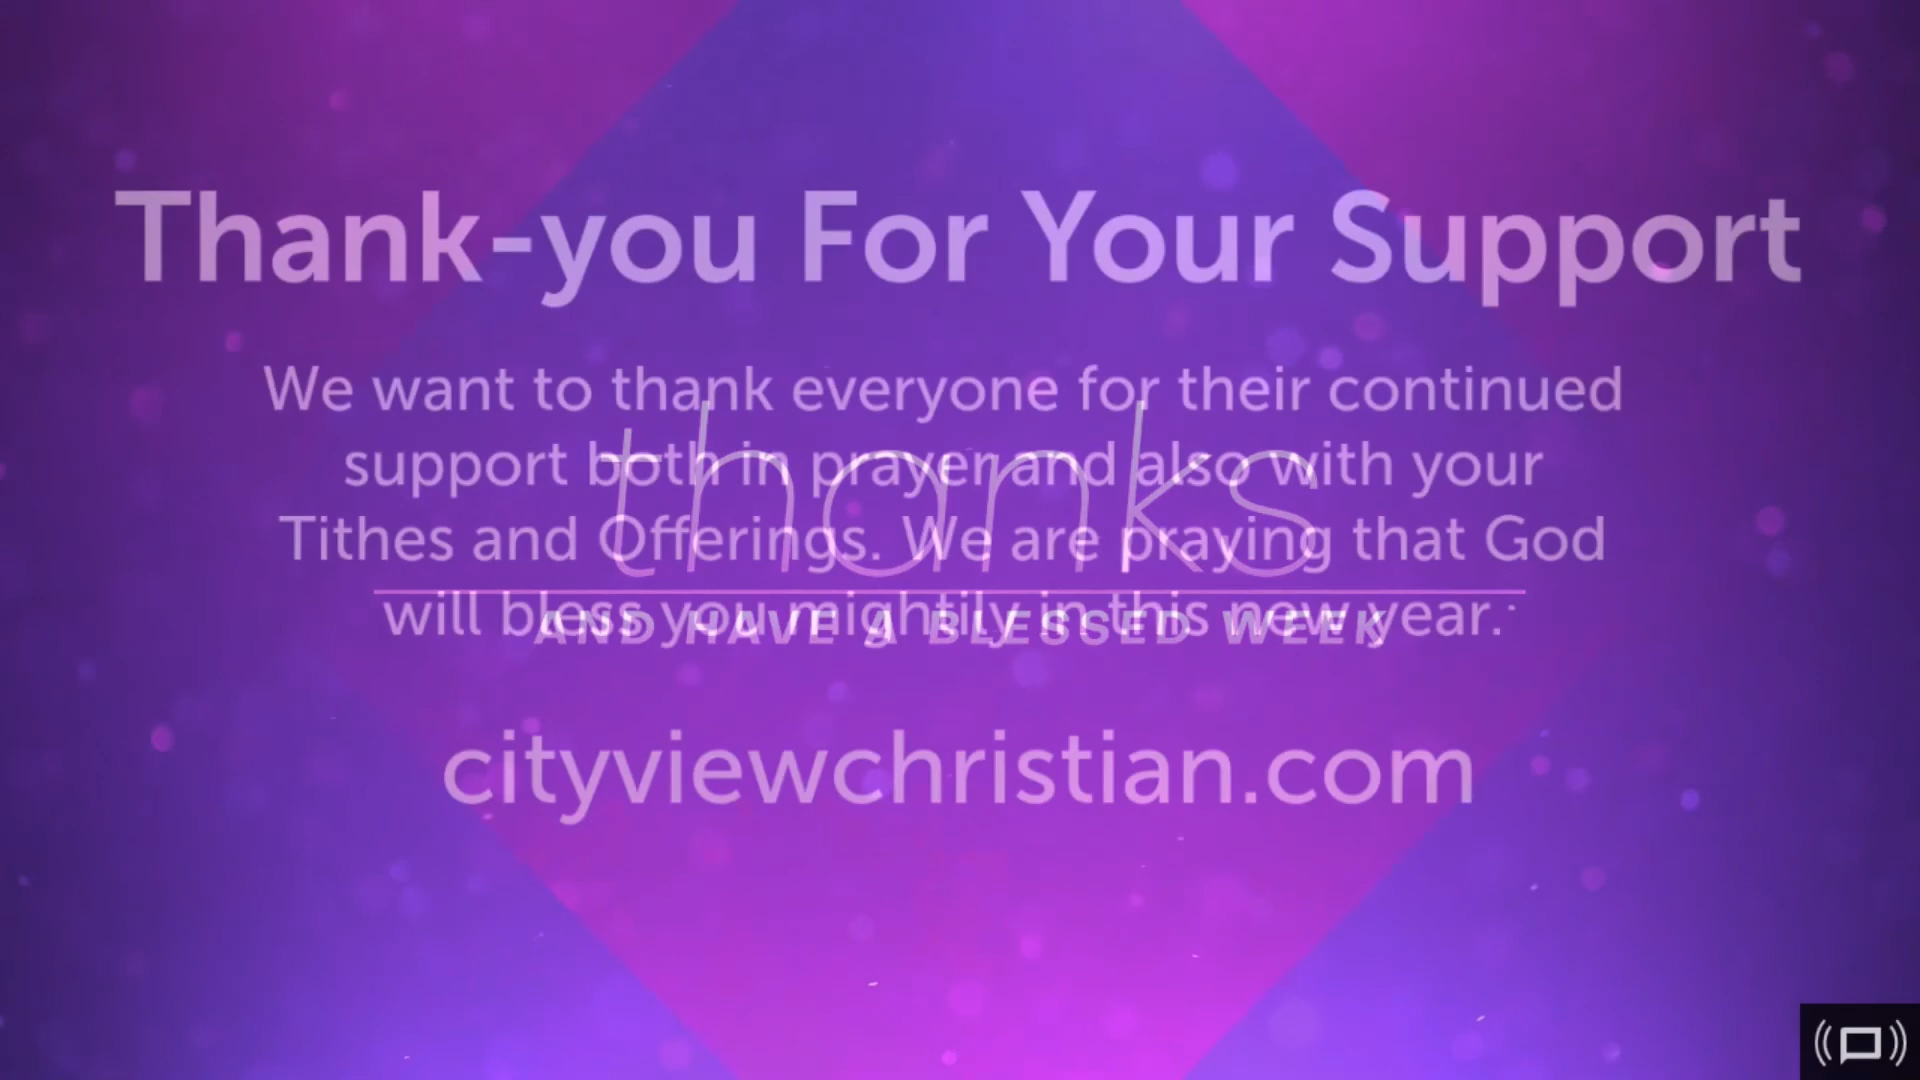 Thank-you For Your Support
We want to thank everyone for their continued
support both in prayer and also with your
Tithes and Offerings. We are praying that God
will bless you mightily in this new year.
thanks
AND HAVE A BLESSED WEEK
cityviewchristian.com